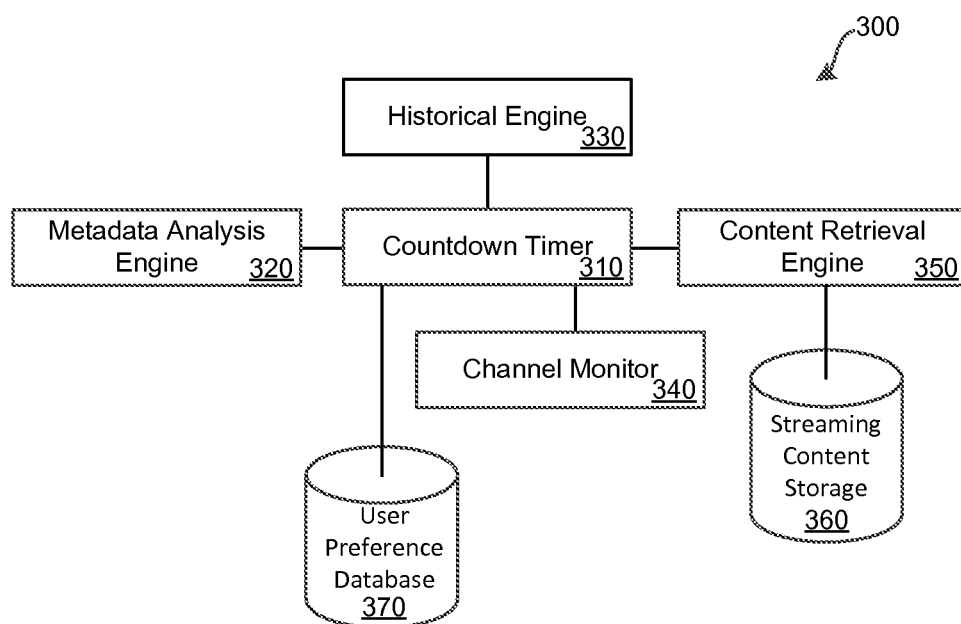 300
Historical Engine
330
Metadata Analysis
Engine
320
Countdown Timer
310
Content Retrieval
Engine
350
Channel Monitor
340
Streaming
Content
Storage
360
User
Preference
Database
370